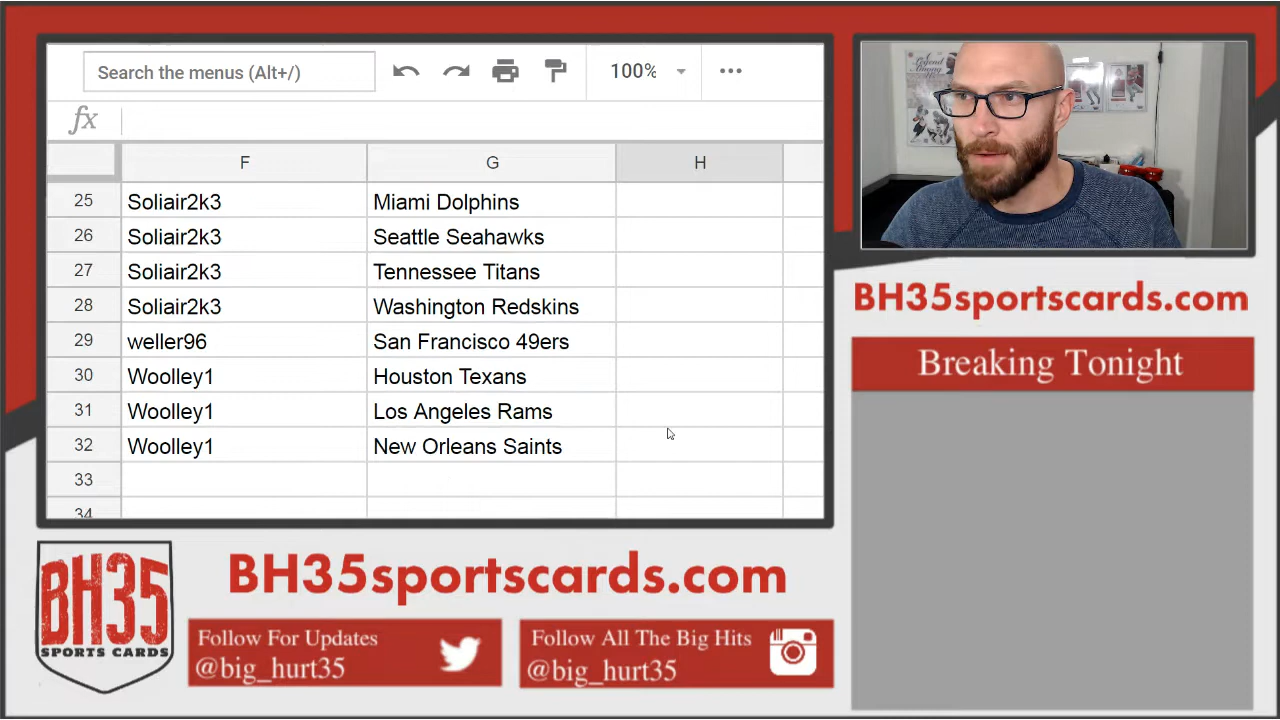 Search the menus (Alt+/)
100%
fx
F G H
25 Soliair2k3 Miami Dolphins
26 Soliair2k3 Seattle Seahawks
27 Soliair2k3 Tennessee Titans
28 Soliair2k3 Washington Redskins
29 weller96 San Francisco 49ers
30 Woolley1 Houston Texans
31 Woolley1 Los Angeles Rams
32 Woolley1 New Orleans Saints
33
34
BH35sportscards.com
Breaking Tonight
BH35
SPORTS CARDS
BH35sportscards.com
Follow For Updates
@big_hurt35
Follow All The Big Hits
@big_hurt35